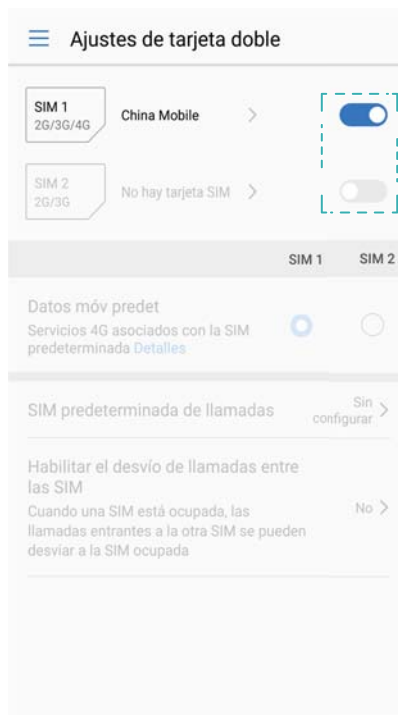 Ajustes de tarjeta doble
SIM 1
2G/3G/4G
China Mobile
SIM 2
2G/3G
No hay tarjeta SIM
SIM 1 SIM 2
Datos móv predet
Servicios 4G asociados con la SIM
predeterminada Detalles
SIM predeterminada de llamadas
Sin
configurar
Habilitar el desvío de llamadas entre
las SIM
Cuando una SIM está ocupada, las
llamadas entrantes a la otra SIM se pueden
desviar a la SIM ocupada
No